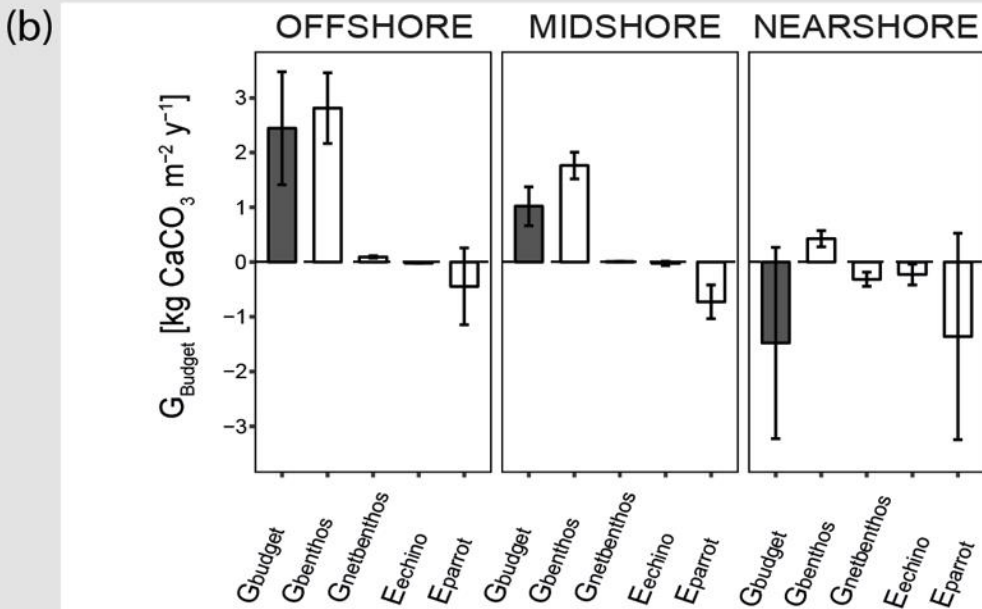 (b)
OFFSHORE MIDSHORE NEARSHORE
G_Budget [kg CaCO₃ m⁻² y⁻¹]
3
2
1
0
−1
−2
−3
Gbudget Gbenthos Gnetbenthos Eechino Eparrot Gbudget Gbenthos Gnetbenthos Eechino Eparrot Gbudget Gbenthos Gnetbenthos Eechino Eparrot